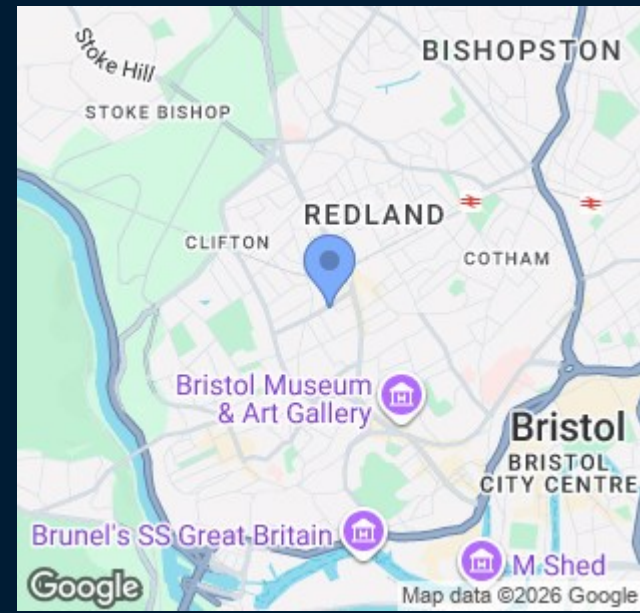 BISHOPSTON
Stoke Hill
STOKE BISHOP
REDLAND
CLIFTON
COTHAM
Bristol Museum
& Art Gallery
Bristol
BRISTOL
CITY CENTRE
Brunel's SS Great Britain
M Shed
Google
Map data ©2026 Google